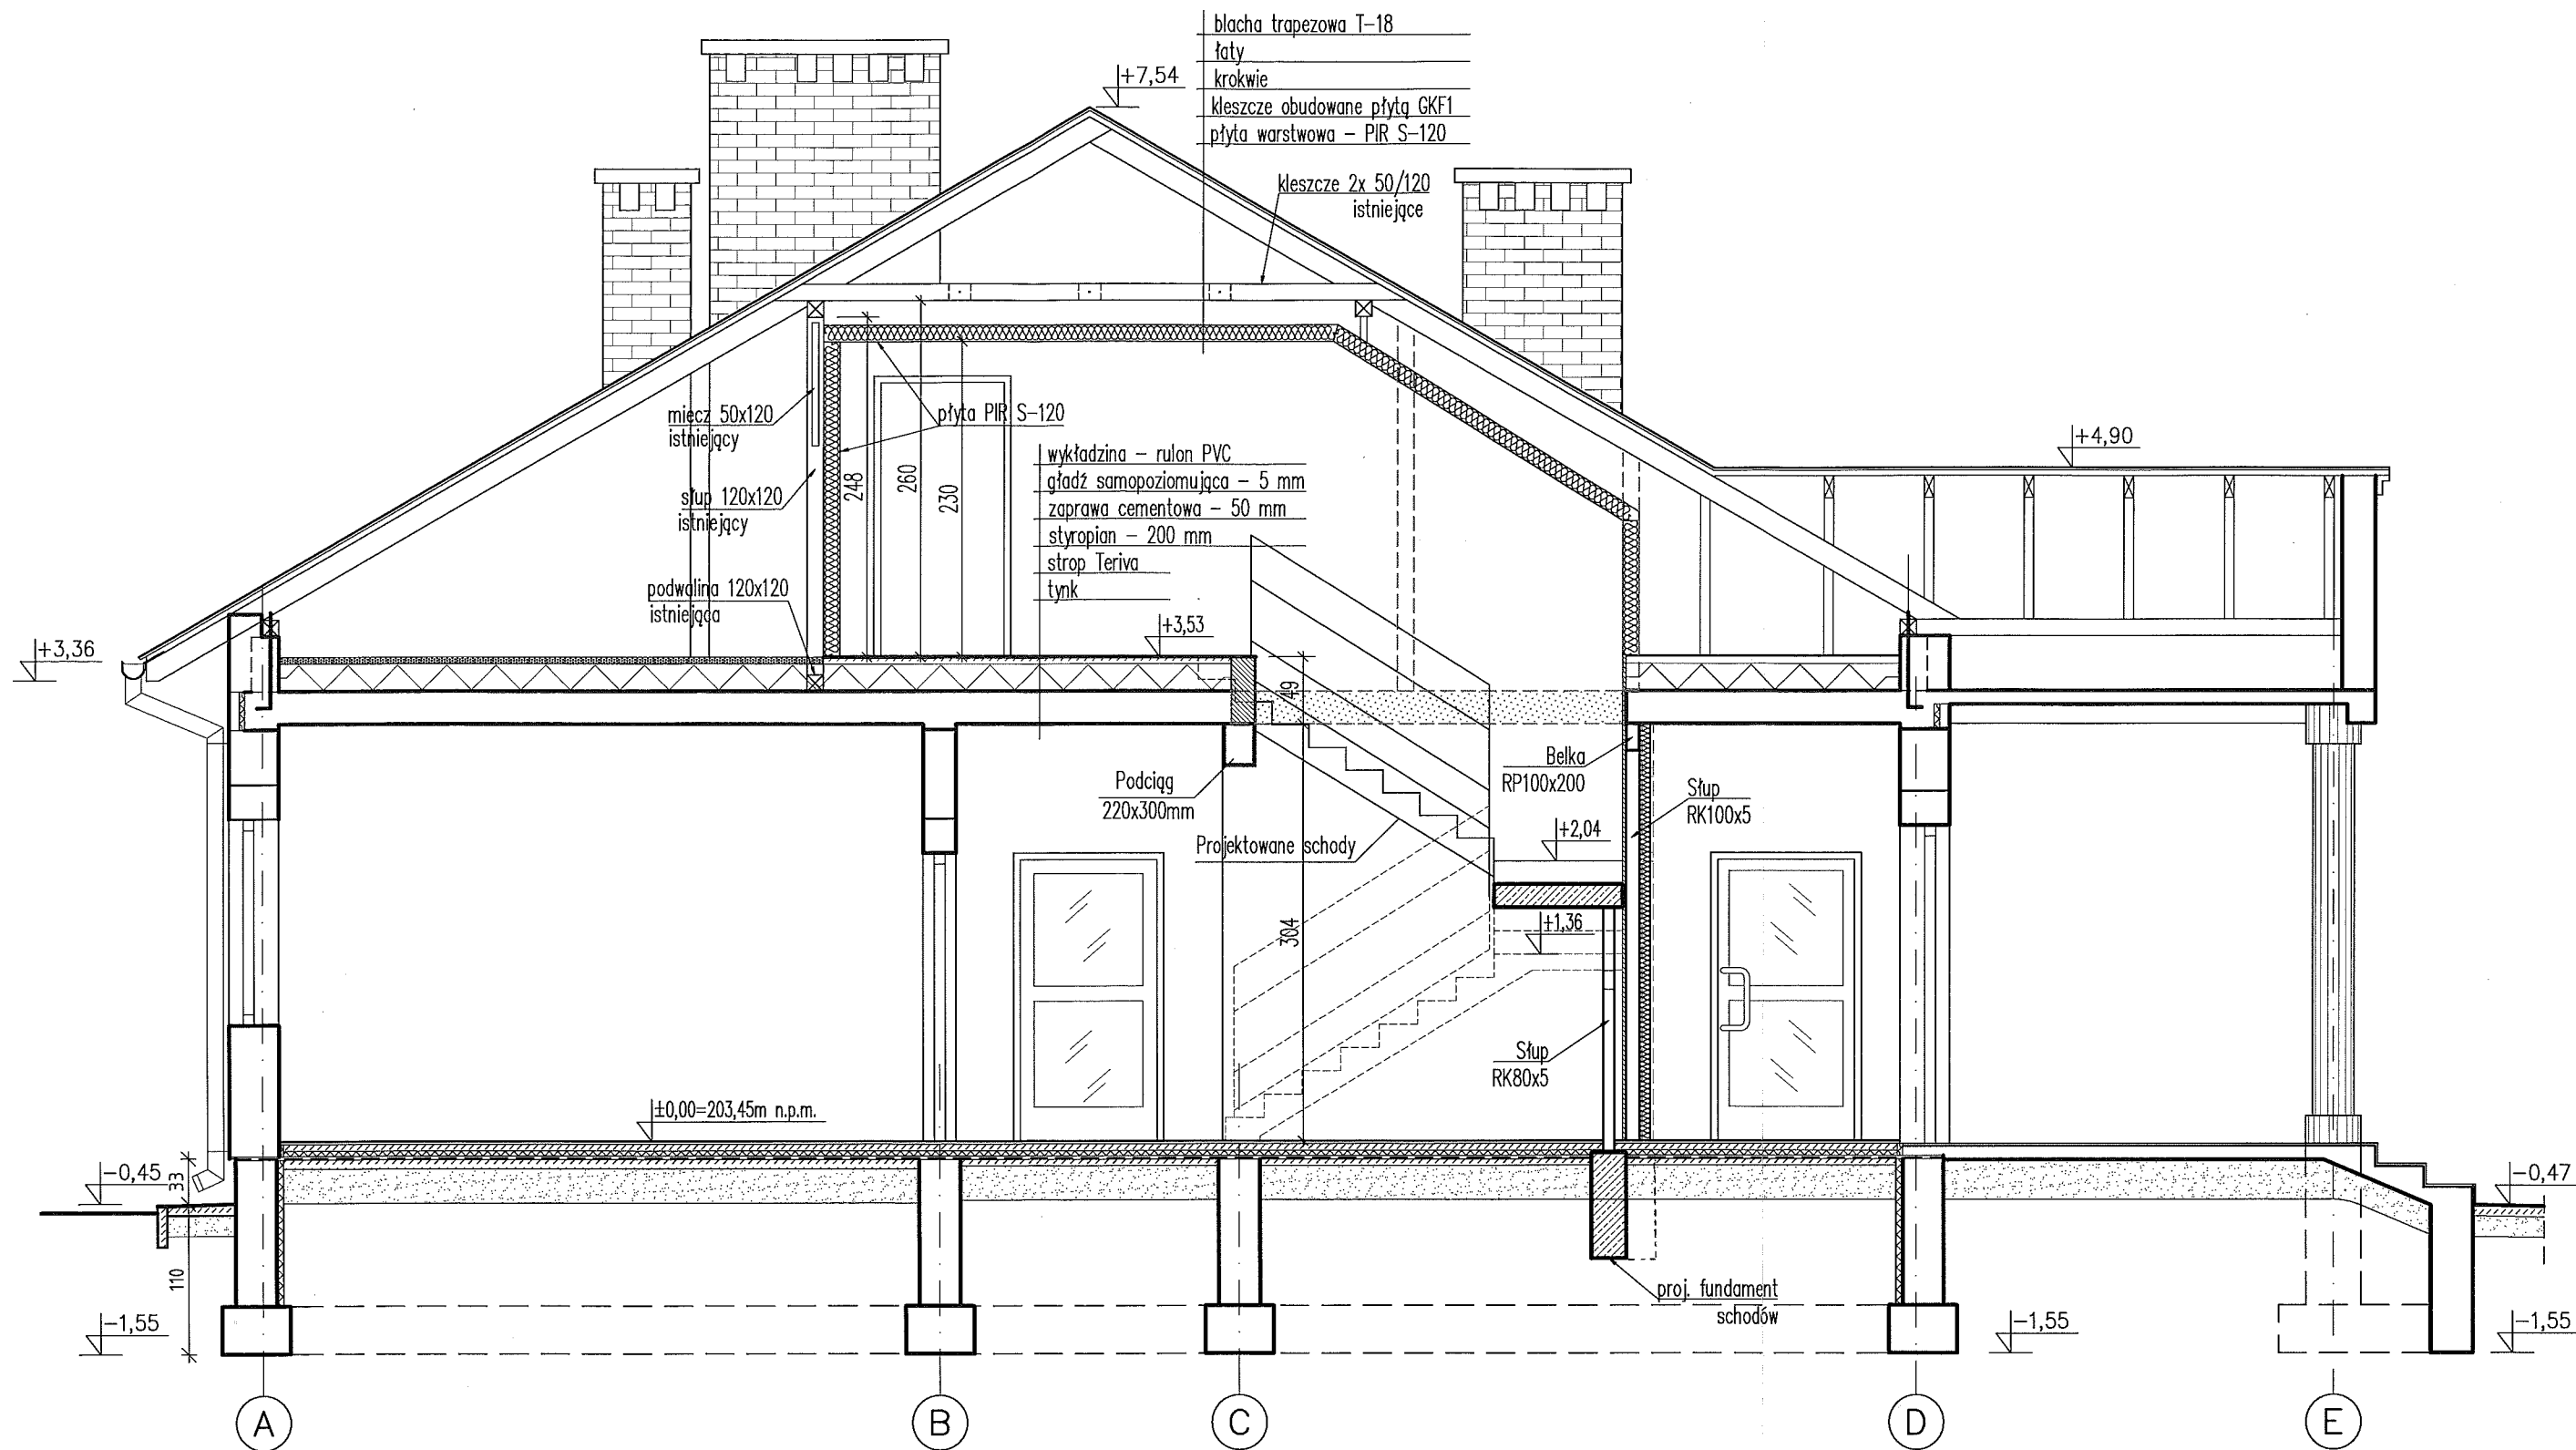 blacha trapezowa T-18
łaty
krokwie
kleszcze obudowane płytą GKF1
płyta warstwowa - PIR S-120
+7,54
kleszcze 2x 50/120
istniejące
miecz 50x120
istniejący
płyta PIR S-120
+4,90
wykładzina - rulon PVC
gładź samopoziomująca - 5 mm
zaprawa cementowa - 50 mm
styropian - 200 mm
strop Teriva
tynk
248
260
230
słup 120x120
istniejący
podwalina 120x120
istniejąca
+3,53
+3,36
49
Belka
RP100x200
Podciąg
220x300mm
Słup
RK100x5
Projektowane schody
+2,04
+1,36
304
Słup
RK80x5
±0,00=203,45m n.p.m.
-0,45
33
-0,47
110
proj. fundament
schodów
-1,55
-1,55
-1,55
A
B
C
D
E